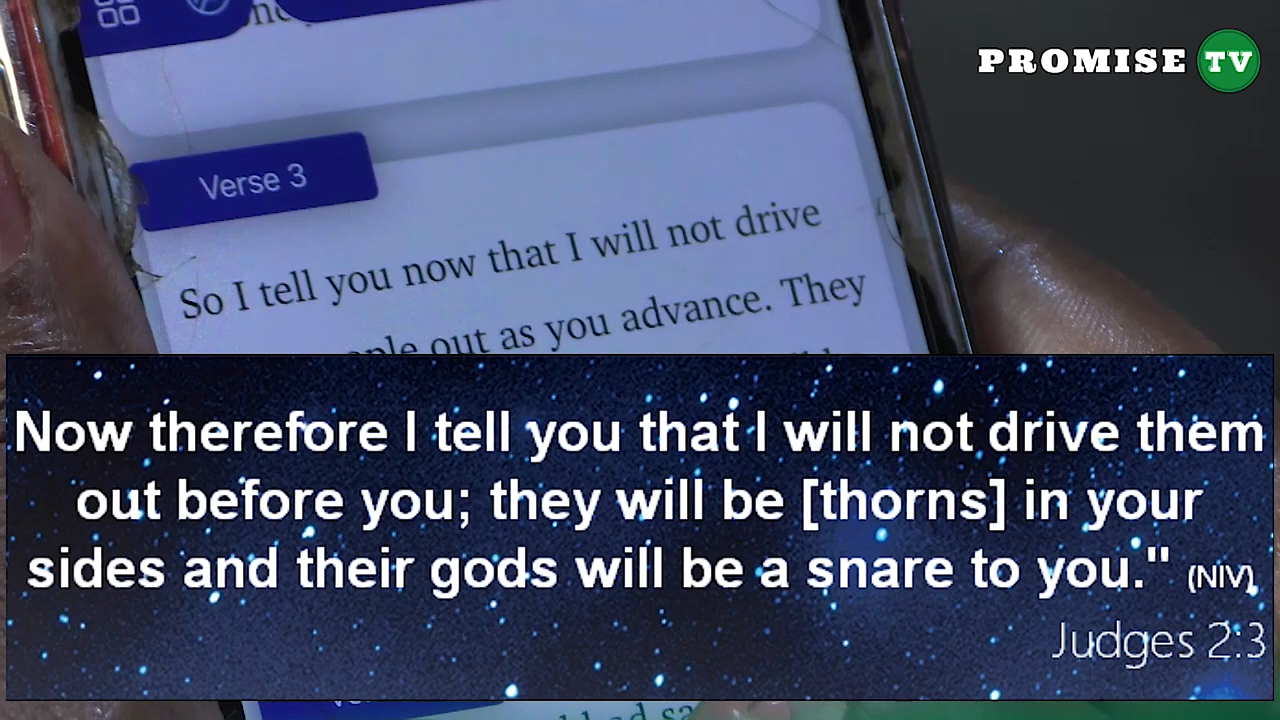 PROMISE TV
Verse 3
So I tell you now that I will not drive
out as you advance. They
Now therefore I tell you that I will not drive them
out before you; they will be [thorns] in your
sides and their gods will be a snare to you." (NIV)
Judges 2:3